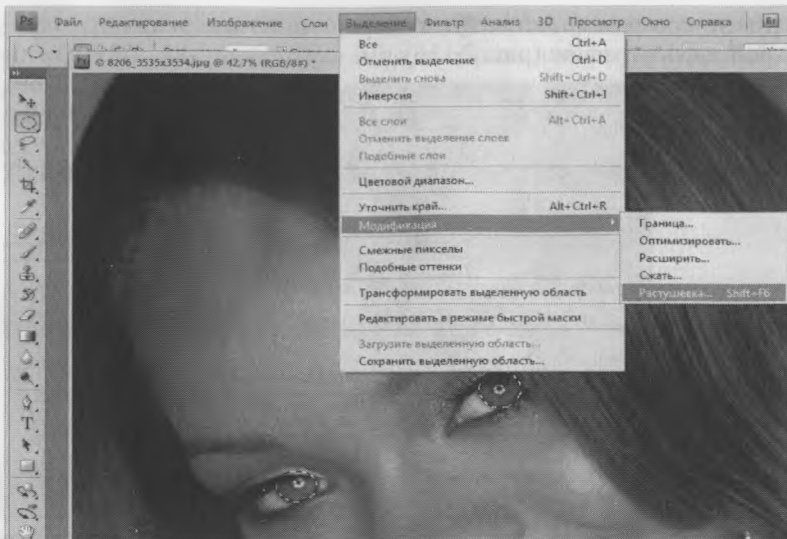 Ps Файл Редактирование Изображение Слои Выделение Фильтр Анализ 3D Просмотр Окно Справка Br
© 8206_3535x3534.jpg @ 42,7% (RGB/8#) *
Все Ctrl+A
Отменить выделение Ctrl+D
Выделить снова Shift+Ctrl+D
Инверсия Shift+Ctrl+I
Все слои Alt+Ctrl+A
Отменить выделение слоев
Подобные слои
Цветовой диапазон...
Уточнить край... Alt+Ctrl+R
Модификация
Граница...
Оптимизировать...
Расширить...
Сжать...
Растушевка... Shift+F6
Смежные пикселы
Подобные оттенки
Трансформировать выделенную область
Редактировать в режиме быстрой маски
Загрузить выделенную область...
Сохранить выделенную область...